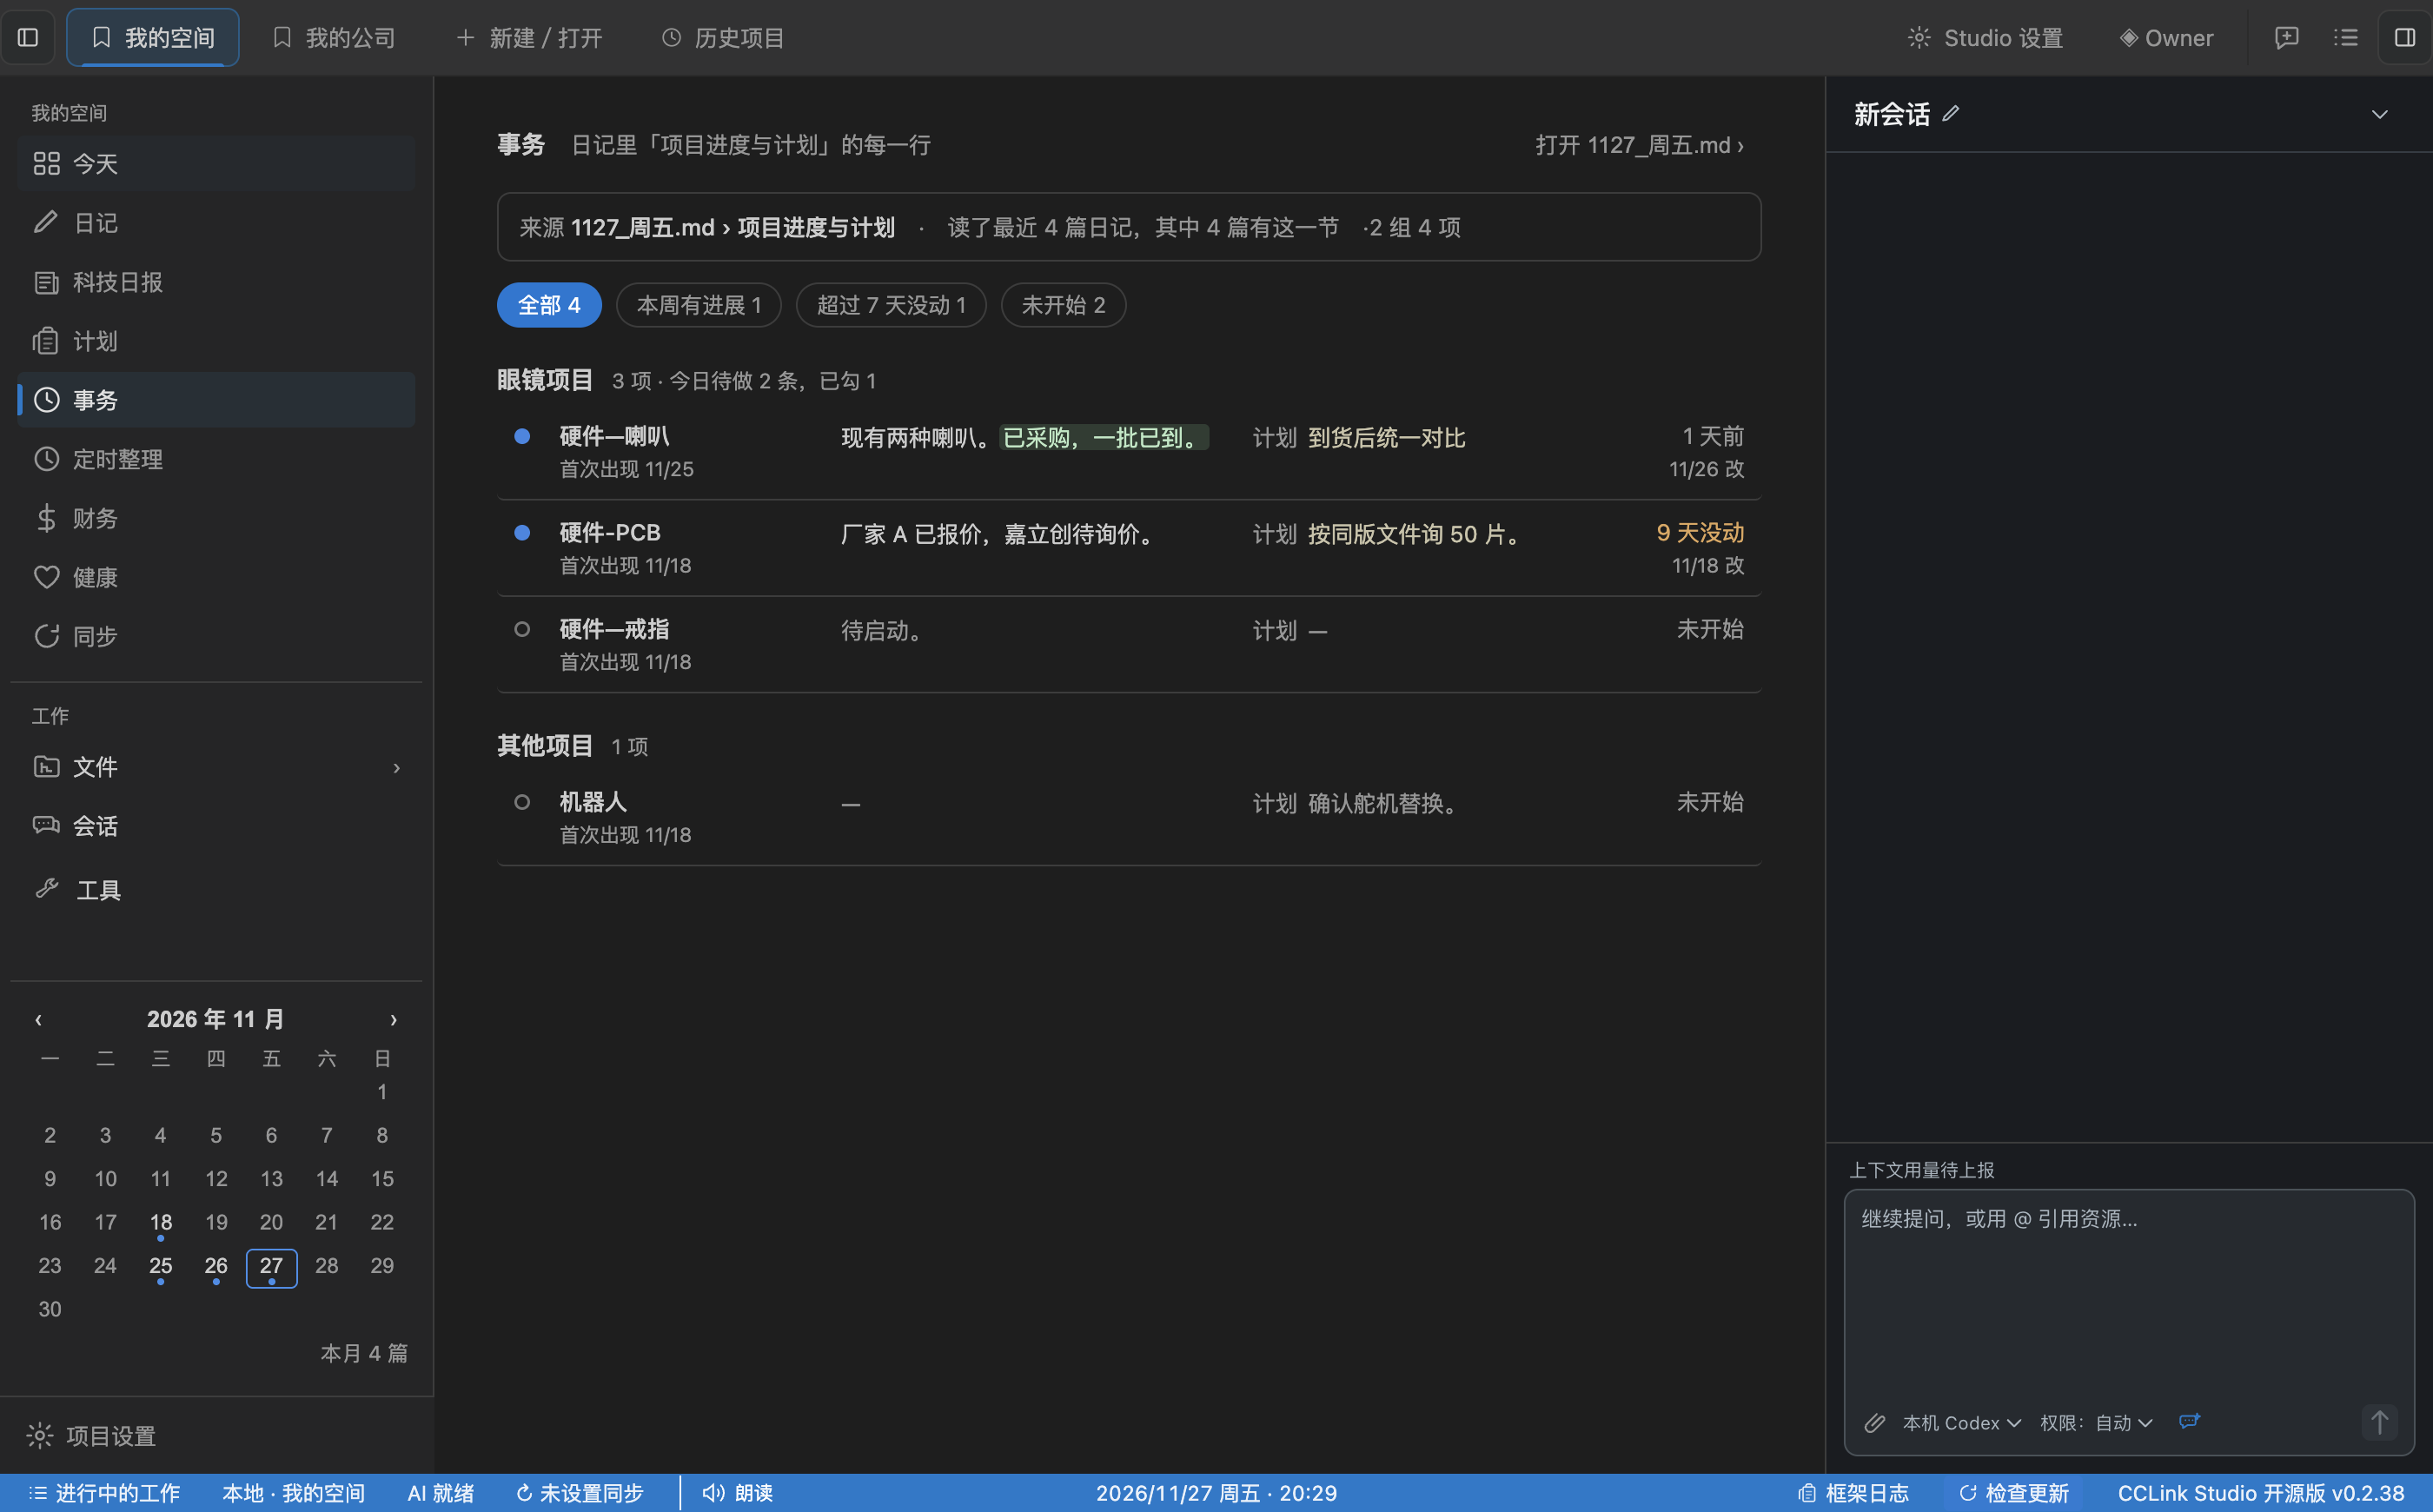 我的空间
我的公司
新建 / 打开
历史项目
Studio 设置
Owner
我的空间
今天
日记
科技日报
计划
事务
定时整理
财务
健康
同步
工作
文件
会话
工具
2026 年 11 月
一 二 三 四 五 六 日
1
2 3 4 5 6 7 8
9 10 11 12 13 14 15
16 17 18 19 20 21 22
23 24 25 26 27 28 29
30
本月 4 篇
项目设置
事务 日记里「项目进度与计划」的每一行
打开 1127_周五.md ›
来源 1127_周五.md › 项目进度与计划 · 读了最近 4 篇日记，其中 4 篇有这一节 ·2 组 4 项
全部 4
本周有进展 1
超过 7 天没动 1
未开始 2
眼镜项目 3 项 · 今日待做 2 条，已勾 1
硬件—喇叭 现有两种喇叭。已采购，一批已到。 计划 到货后统一对比 1 天前
首次出现 11/25 11/26 改
硬件-PCB 厂家 A 已报价，嘉立创待询价。 计划 按同版文件询 50 片。 9 天没动
首次出现 11/18 11/18 改
硬件—戒指 待启动。 计划 — 未开始
首次出现 11/18
其他项目 1 项
机器人 — 计划 确认舵机替换。 未开始
首次出现 11/18
新会话
上下文用量待上报
继续提问，或用 @ 引用资源...
本机 Codex
权限：自动
进行中的工作
本地 · 我的空间
AI 就绪
未设置同步
朗读
2026/11/27 周五 · 20:29
框架日志
检查更新
CCLink Studio 开源版 v0.2.38